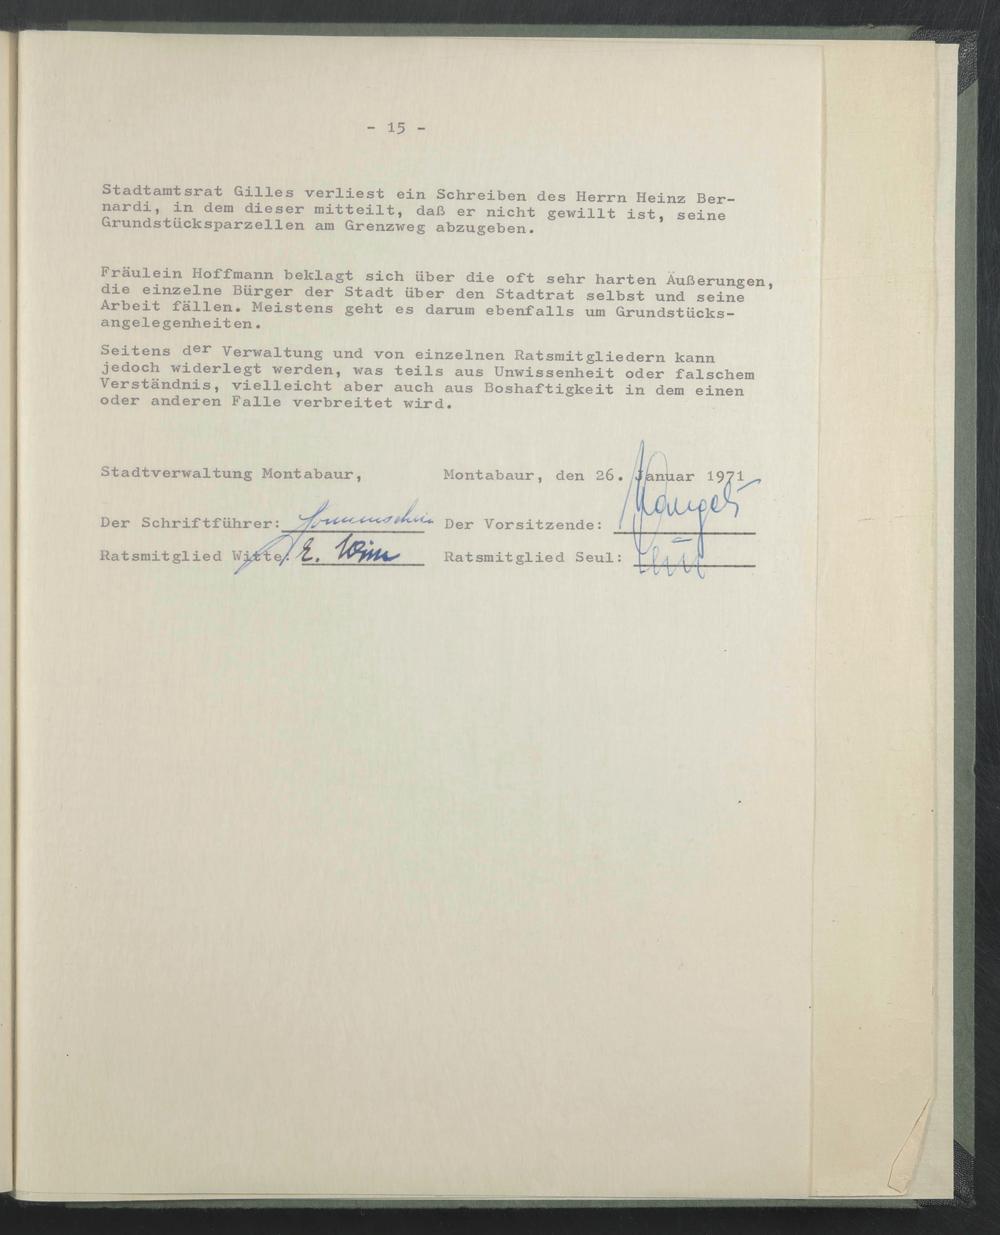 - 15 -
Stadtamtsrat Gilles verliest ein Schreiben des Herrn Heinz Ber-
nardi, in dem dieser mitteilt, daß er nicht gewillt ist, seine
Grundstücksparzellen am Grenzweg abzugeben.
Fräulein Hoffmann beklagt sich über die oft sehr harten Äußerungen,
die einzelne Bürger der Stadt über den Stadtrat selbst und seine
Arbeit fällen. Meistens geht es darum ebenfalls um Grundstücks-
angelegenheiten.
Seitens der Verwaltung und von einzelnen Ratsmitgliedern kann
jedoch widerlegt werden, was teils aus Unwissenheit oder falschem
Verständnis, vielleicht aber auch aus Boshaftigkeit in dem einen
oder anderen Falle verbreitet wird.
Stadtverwaltung Montabaur, Montabaur, den 26. Januar 1971
Der Schriftführer: Der Vorsitzende:
Ratsmitglied Witte: Ratsmitglied Seul: